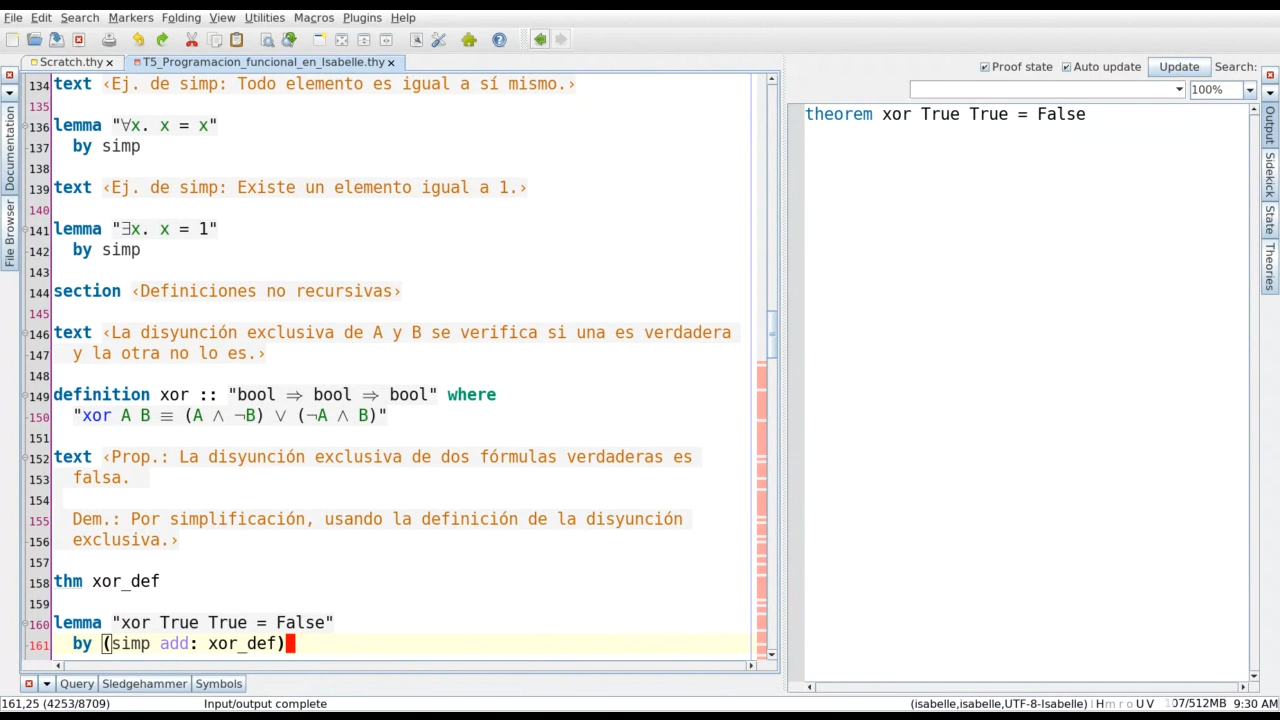 File Edit Search Markers Folding View Utilities Macros Plugins Help
Scratch.thy
T5_Programacion_funcional_en_Isabelle.thy
Proof state
Auto update
Update
Search:
100%
Documentation
File Browser
134 text ‹Ej. de simp: Todo elemento es igual a sí mismo.›
135
136 lemma "∀x. x = x"
137 by simp
138
139 text ‹Ej. de simp: Existe un elemento igual a 1.›
140
141 lemma "∃x. x = 1"
142 by simp
143
144 section ‹Definiciones no recursivas›
145
146 text ‹La disyunción exclusiva de A y B se verifica si una es verdadera
147 y la otra no lo es.›
148
149 definition xor :: "bool ⇒ bool ⇒ bool" where
150 "xor A B ≡ (A ∧ ¬B) ∨ (¬A ∧ B)"
151
152 text ‹Prop.: La disyunción exclusiva de dos fórmulas verdaderas es
153 falsa.
154
155 Dem.: Por simplificación, usando la definición de la disyunción
156 exclusiva.›
157
158 thm xor_def
159
160 lemma "xor True True = False"
161 by (simp add: xor_def)
theorem xor True True = False
Output
Sidekick
State
Theories
Query Sledgehammer Symbols
161,25 (4253/8709)
Input/output complete
(isabelle,isabelle,UTF-8-Isabelle)
H m r o U V
107/512MB
9:30 AM